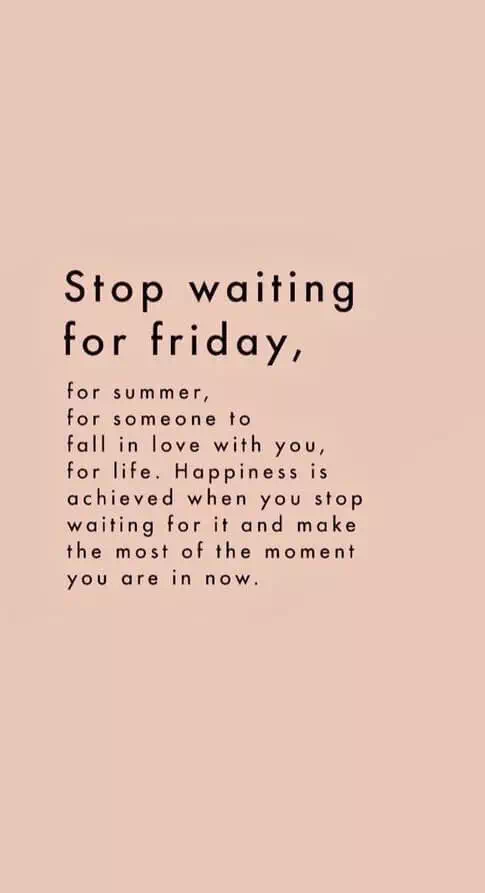 Stop waiting
for friday,
for summer,
for someone to
fall in love with you,
for life. Happiness is
achieved when you stop
waiting for it and make
the most of the moment
you are in now.